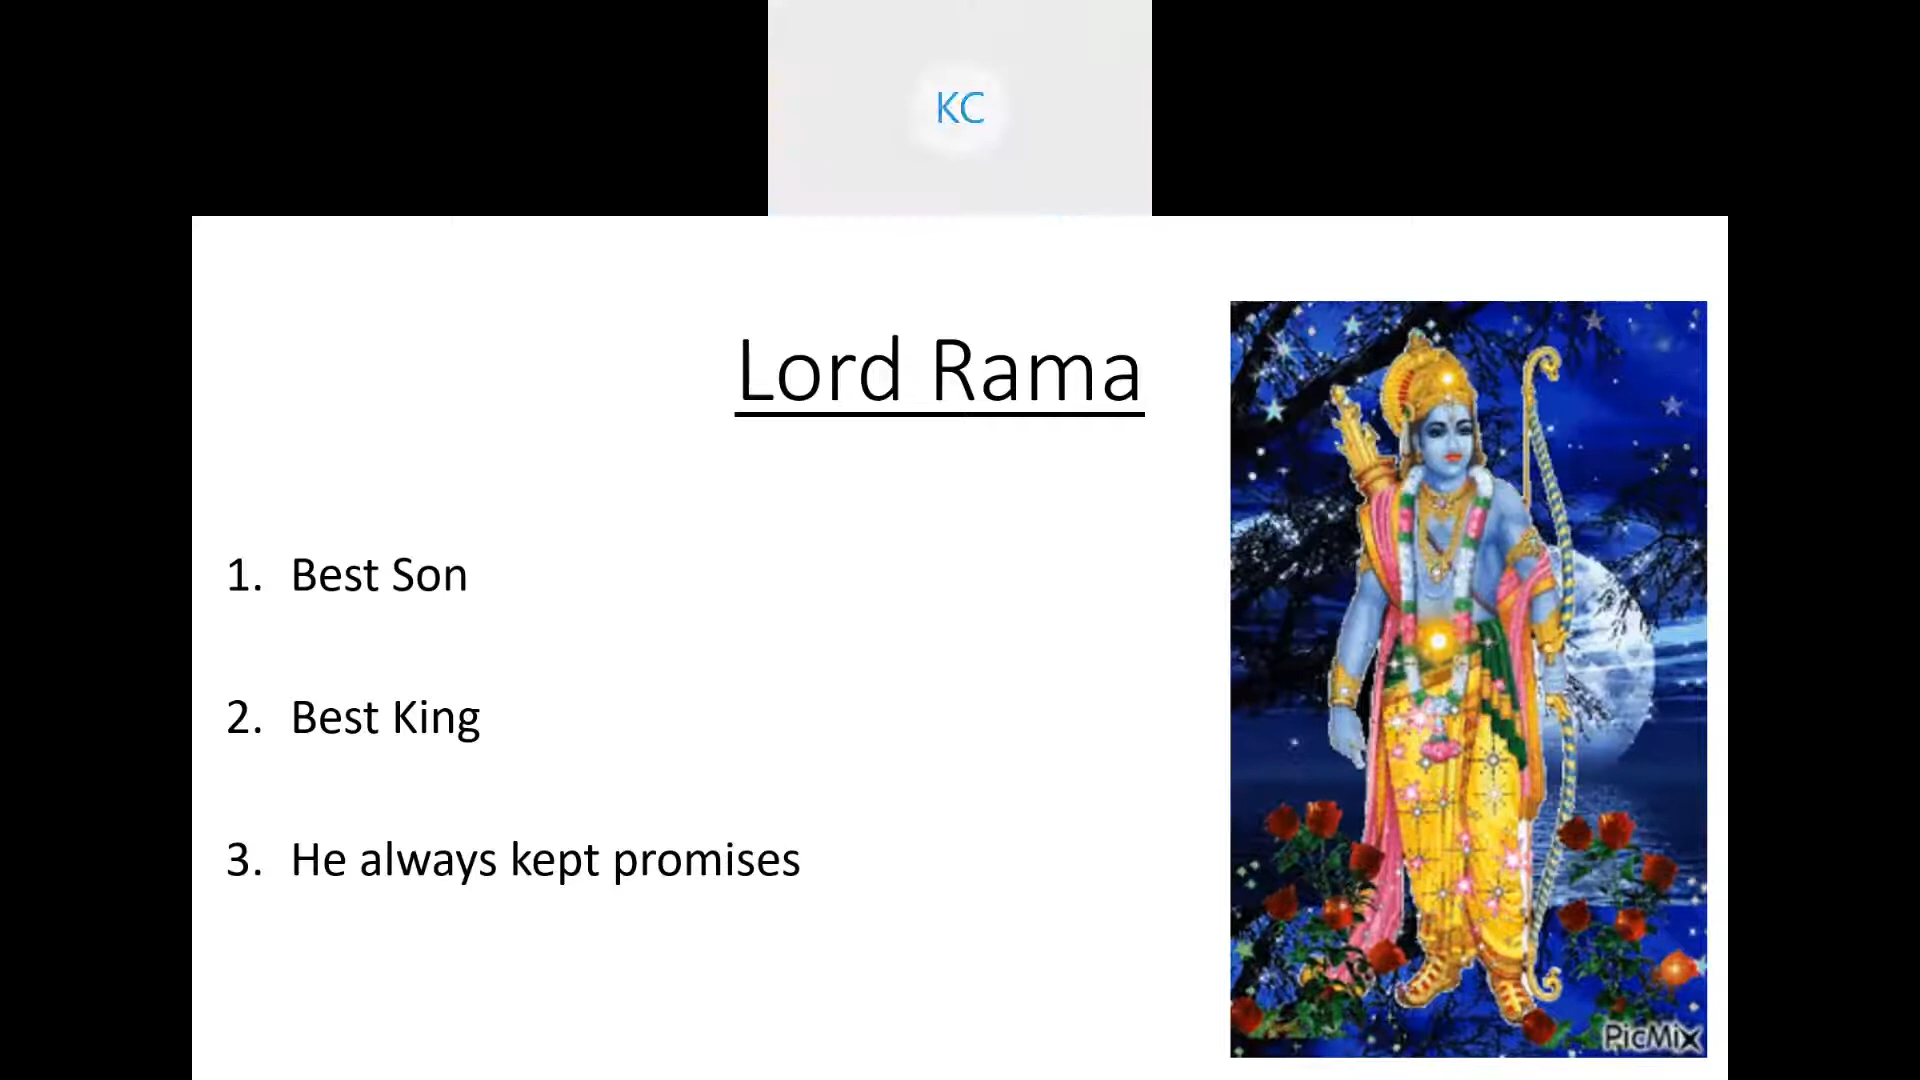 KC
Lord Rama
1. Best Son
2. Best King
3. He always kept promises
PicMix